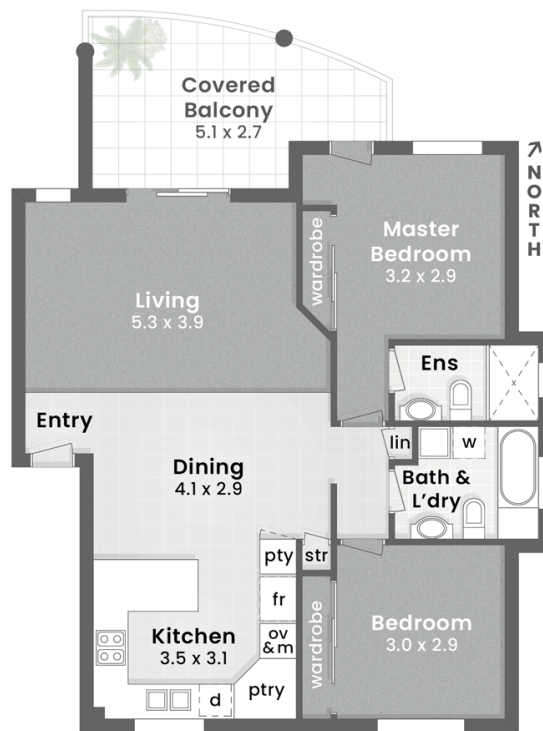 Covered
Balcony
5.1 x 2.7
NORTH
Master
Bedroom
3.2 x 2.9
wardrobe
Living
5.3 x 3.9
Ens
Entry
lin
w
Dining
4.1 x 2.9
Bath &
L'dry
pty
str
fr
Kitchen
3.5 x 3.1
ov
& m
wardrobe
Bedroom
3.0 x 2.9
d
ptry